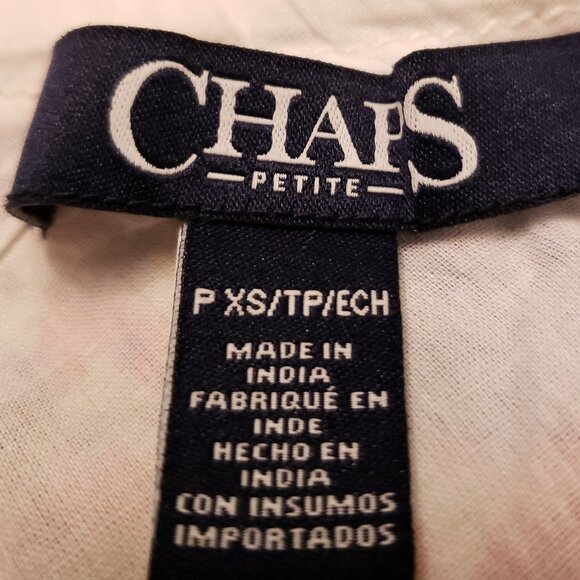 CHAPS
PETITE
P XS/TP/ECH
MADE IN
INDIA
FABRIQUÉ EN
INDE
HECHO EN
INDIA
CON INSUMOS
IMPORTADOS